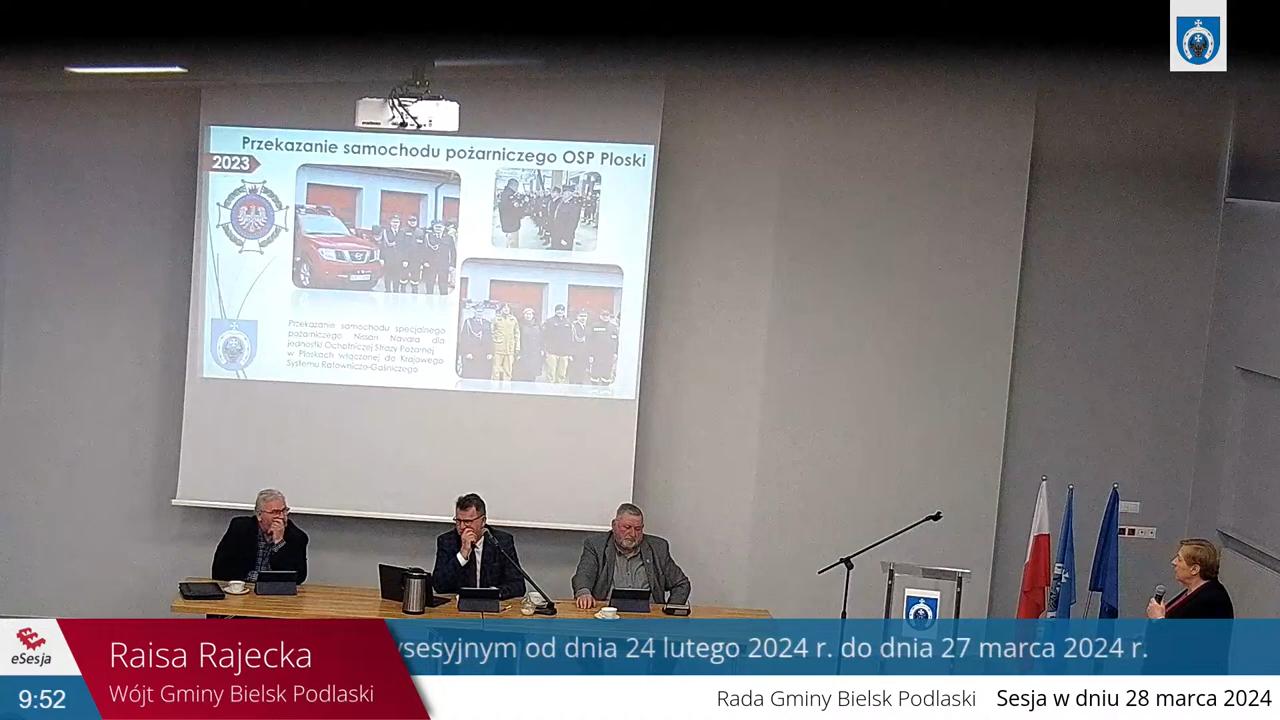 Przekazanie samochodu pożarniczego OSP Ploski
2023
Przekazanie samochodu specjalnego
pożarniczego Nissan Navara dla
jednostki Ochotniczej Straży Pożarnej
w Ploskach włączonej do Krajowego
Systemu Ratowniczo-Gaśniczego
eSesja
Raisa Rajecka
Wójt Gminy Bielsk Podlaski
ysesyjnym od dnia 24 lutego 2024 r. do dnia 27 marca 2024 r.
9:52
Rada Gminy Bielsk Podlaski
Sesja w dniu 28 marca 2024